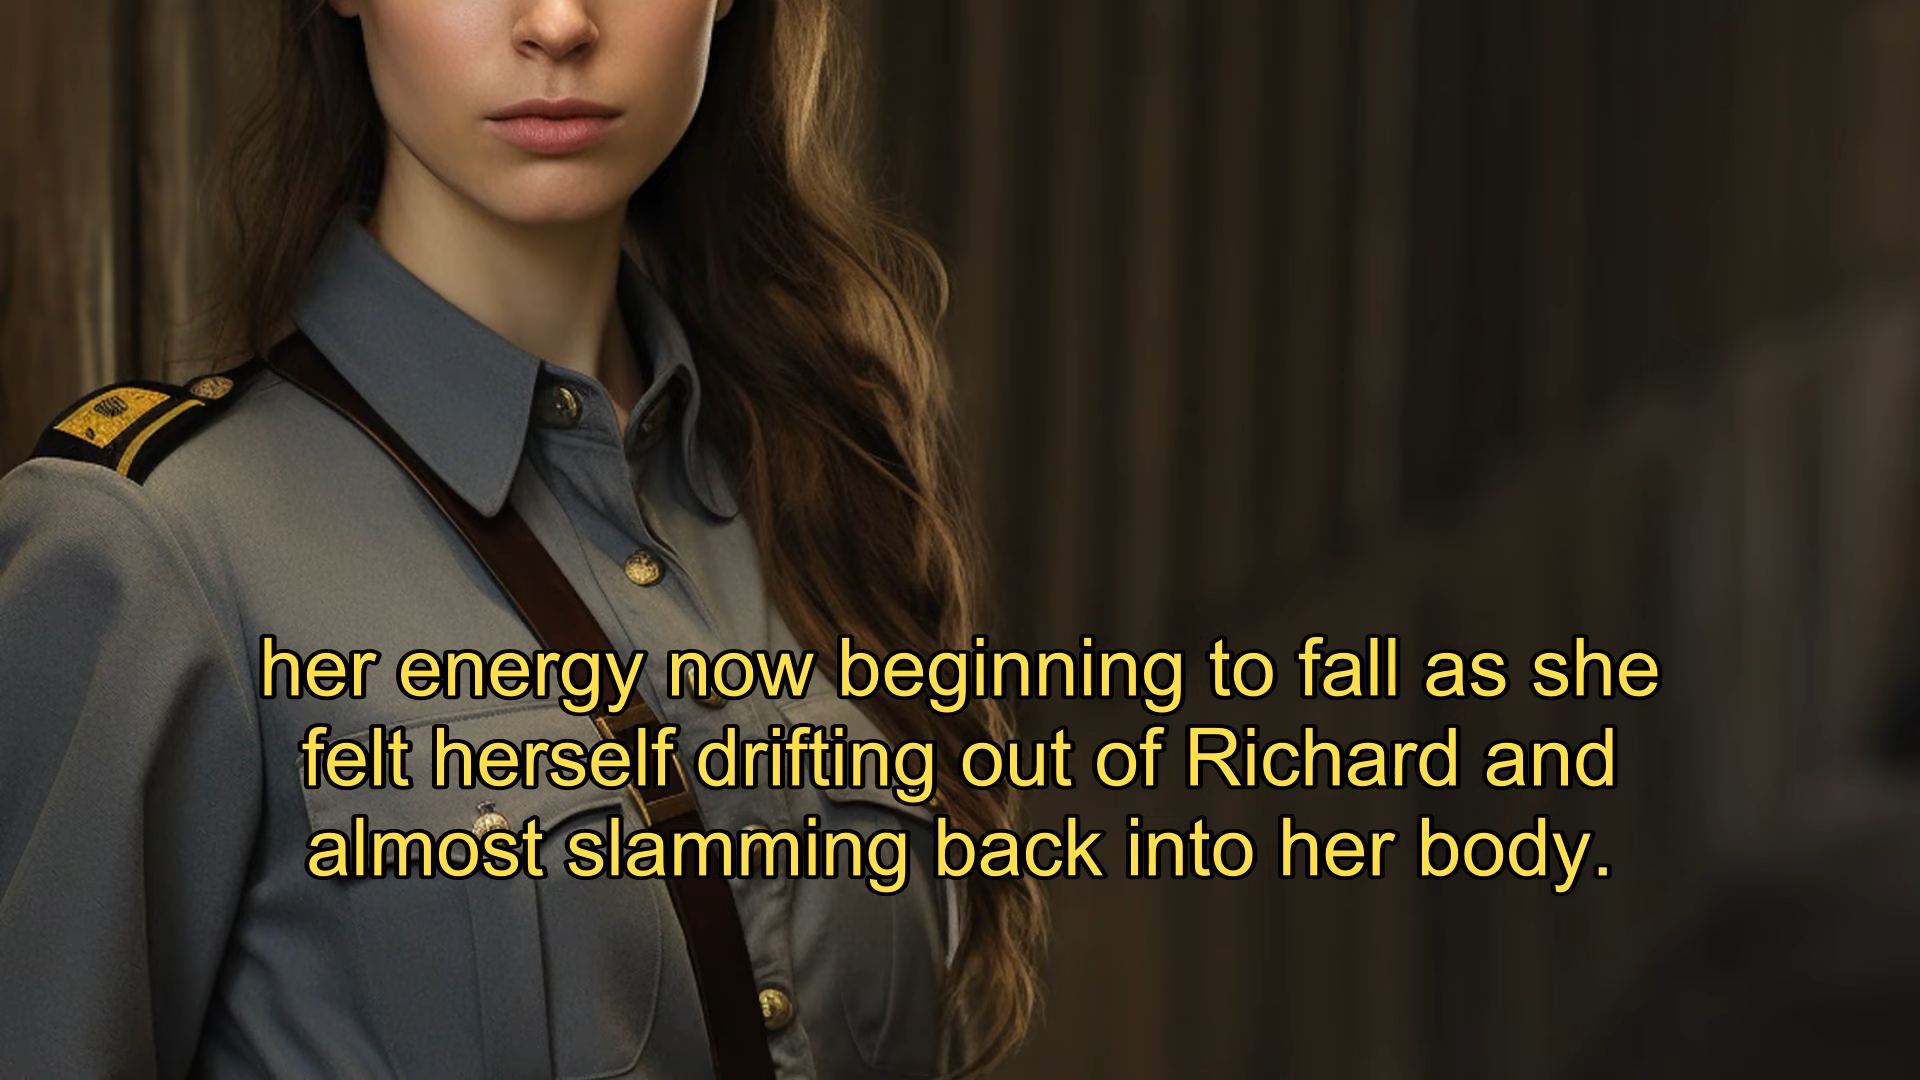 her energy now beginning to fall as she
felt herself drifting out of Richard and
almost slamming back into her body.